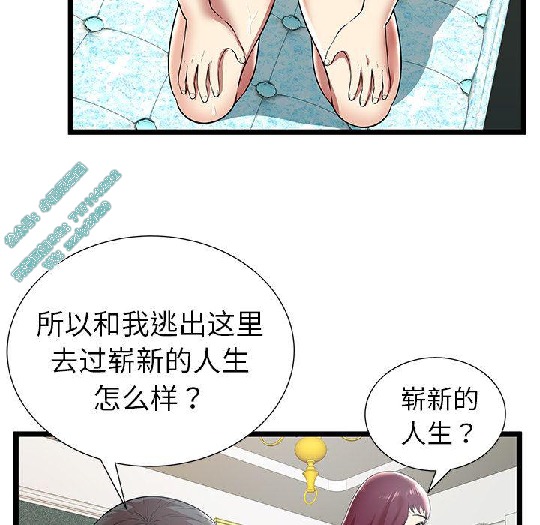 所以和我逃出这里
去过崭新的人生
怎么样？
崭新的
人生？